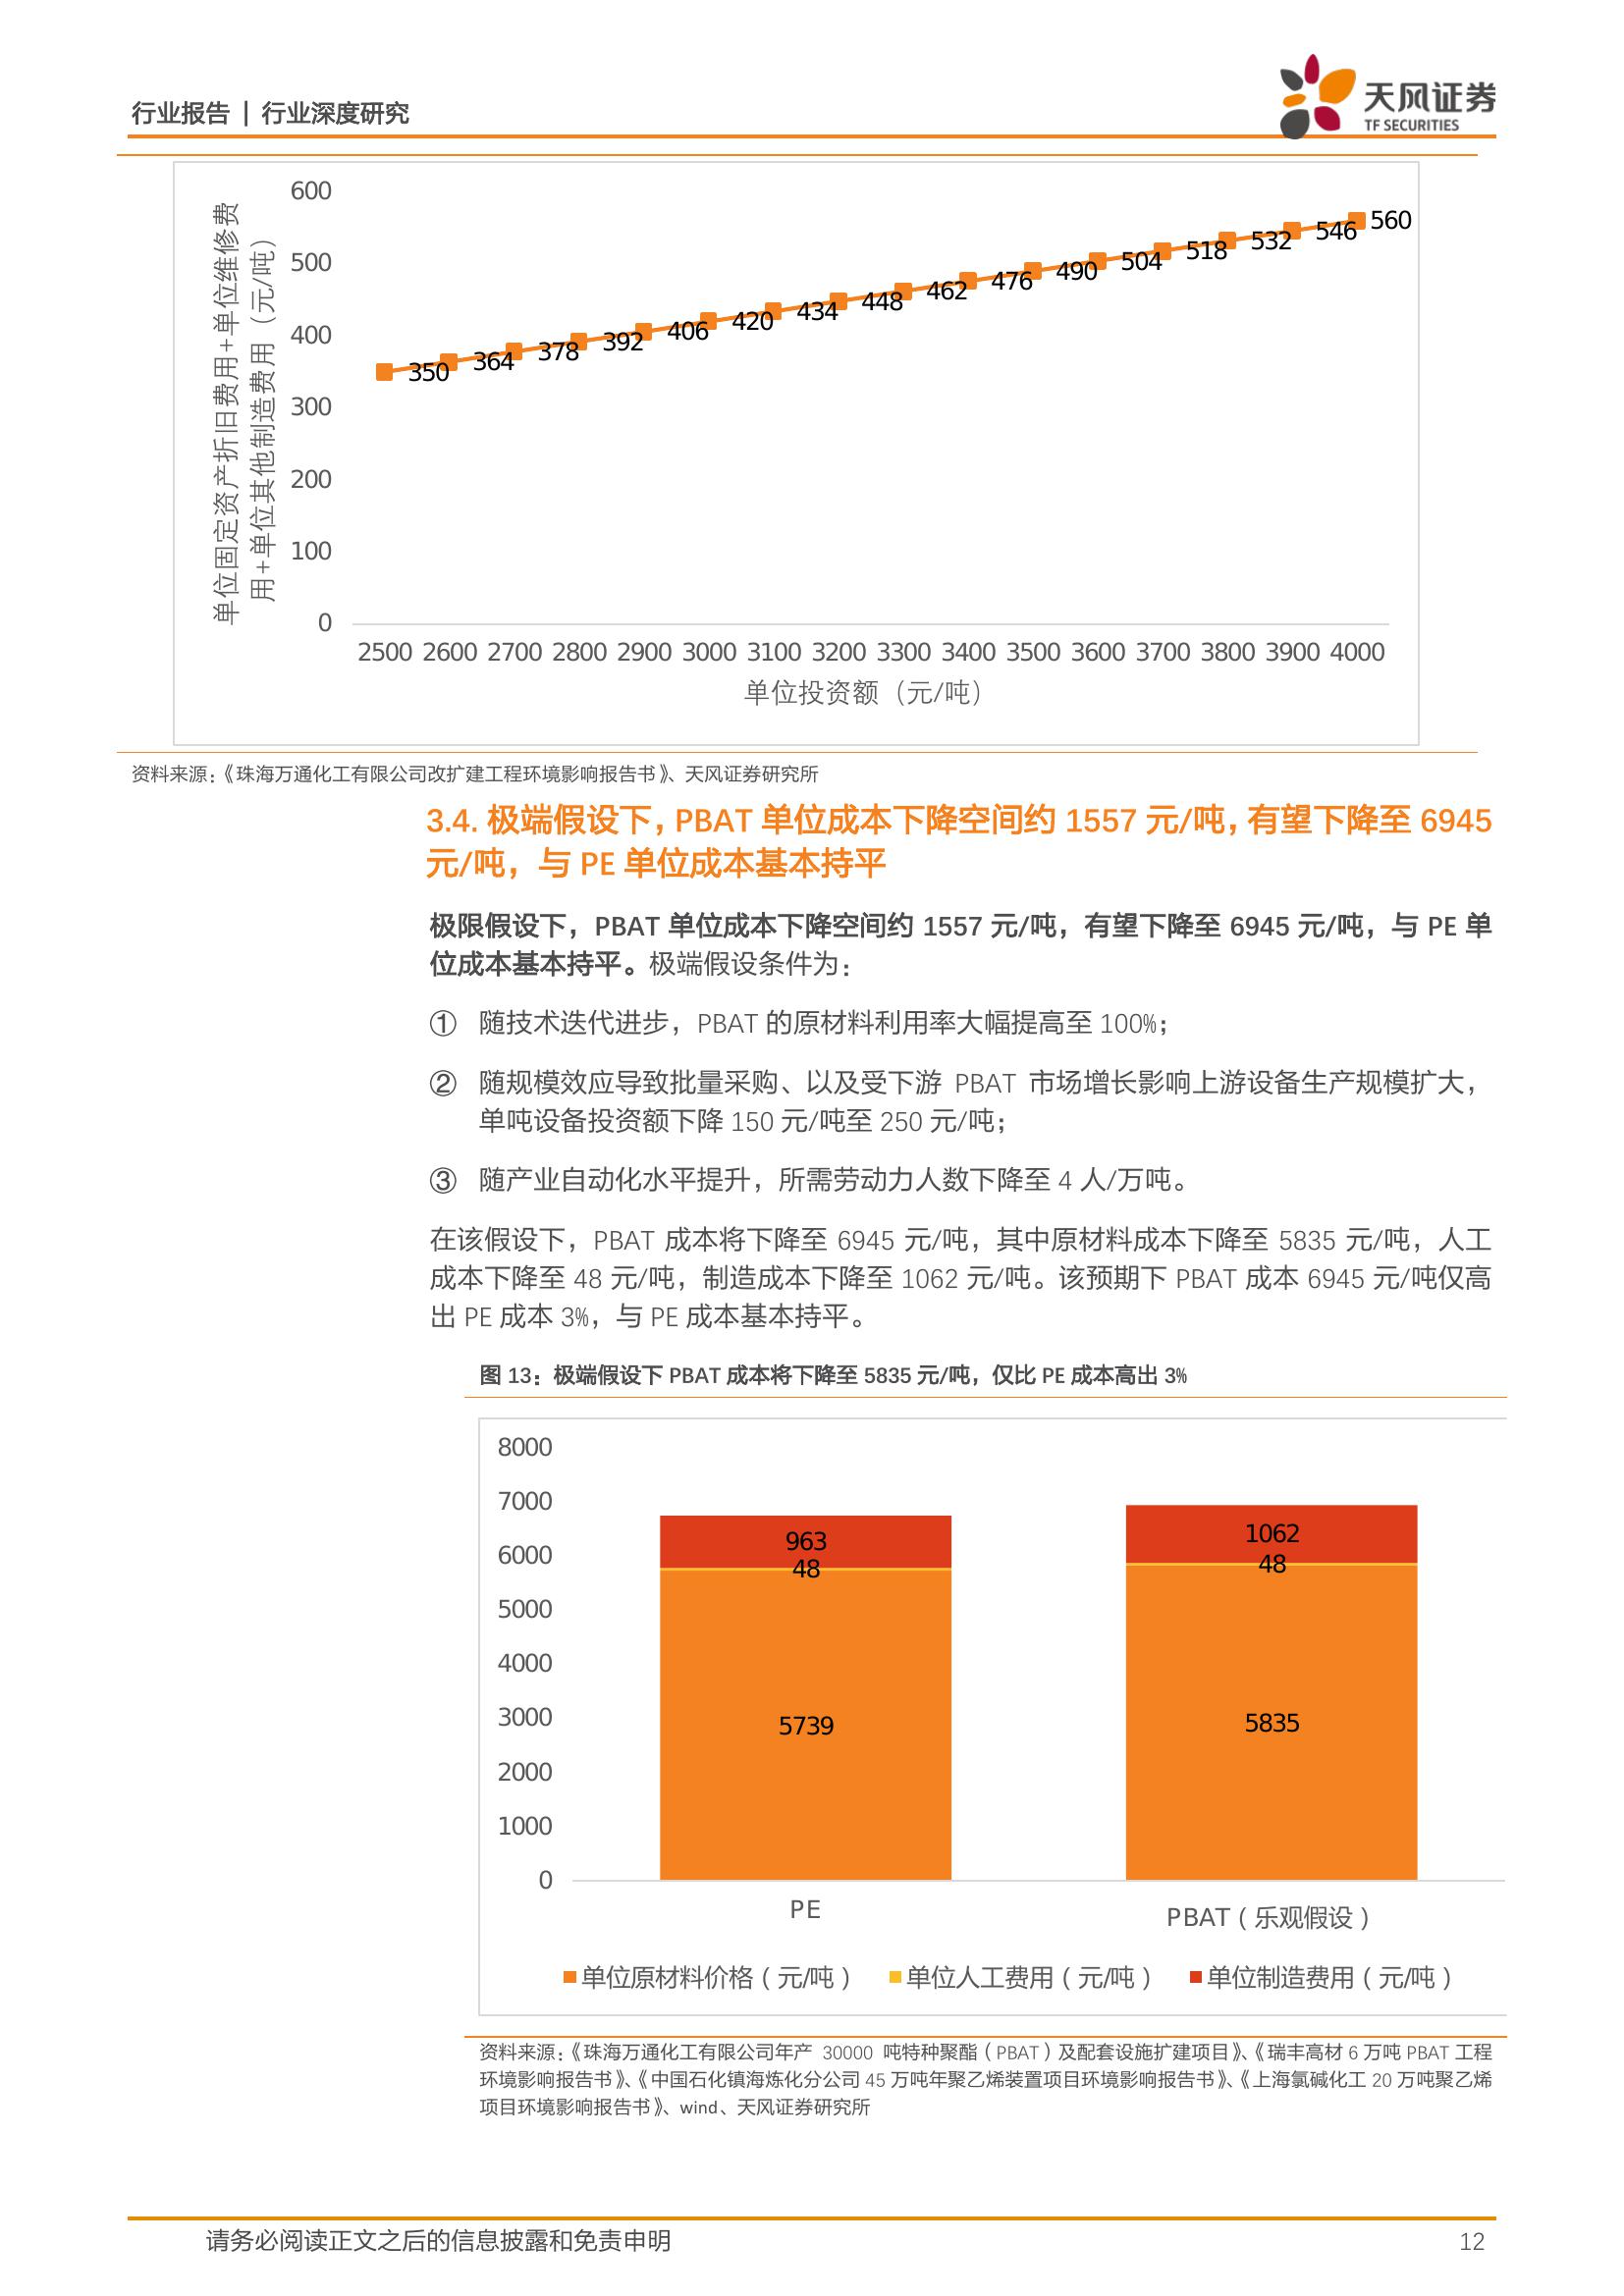 行业报告 | 行业深度研究
天风证券
TF SECURITIES
单位固定资产折旧费用+单位维修费
用+单位其他制造费用（元/吨）
600
500
400
300
200
100
0
350 364 378 392 406 420 434 448 462 476 490 504 518 532 546 560
2500 2600 2700 2800 2900 3000 3100 3200 3300 3400 3500 3600 3700 3800 3900 4000
单位投资额（元/吨）
资料来源：《珠海万通化工有限公司改扩建工程环境影响报告书》、天风证券研究所
3.4. 极端假设下，PBAT 单位成本下降空间约 1557 元/吨，有望下降至 6945
元/吨，与 PE 单位成本基本持平
极限假设下，PBAT 单位成本下降空间约 1557 元/吨，有望下降至 6945 元/吨，与 PE 单
位成本基本持平。极端假设条件为：
① 随技术迭代进步，PBAT 的原材料利用率大幅提高至 100%；
② 随规模效应导致批量采购、以及受下游 PBAT 市场增长影响上游设备生产规模扩大，
单吨设备投资额下降 150 元/吨至 250 元/吨；
③ 随产业自动化水平提升，所需劳动力人数下降至 4 人/万吨。
在该假设下，PBAT 成本将下降至 6945 元/吨，其中原材料成本下降至 5835 元/吨，人工
成本下降至 48 元/吨，制造成本下降至 1062 元/吨。该预期下 PBAT 成本 6945 元/吨仅高
出 PE 成本 3%，与 PE 成本基本持平。
图 13：极端假设下 PBAT 成本将下降至 5835 元/吨，仅比 PE 成本高出 3%
8000
7000
6000
5000
4000
3000
2000
1000
0
963
48
5739
1062
48
5835
PE
PBAT（乐观假设）
单位原材料价格（元/吨） 单位人工费用（元/吨） 单位制造费用（元/吨）
资料来源：《珠海万通化工有限公司年产 30000 吨特种聚酯（PBAT）及配套设施扩建项目》、《瑞丰高材 6 万吨 PBAT 工程
环境影响报告书》、《中国石化镇海炼化分公司 45 万吨年聚乙烯装置项目环境影响报告书》、《上海氯碱化工 20 万吨聚乙烯
项目环境影响报告书》、wind、天风证券研究所
请务必阅读正文之后的信息披露和免责申明
12